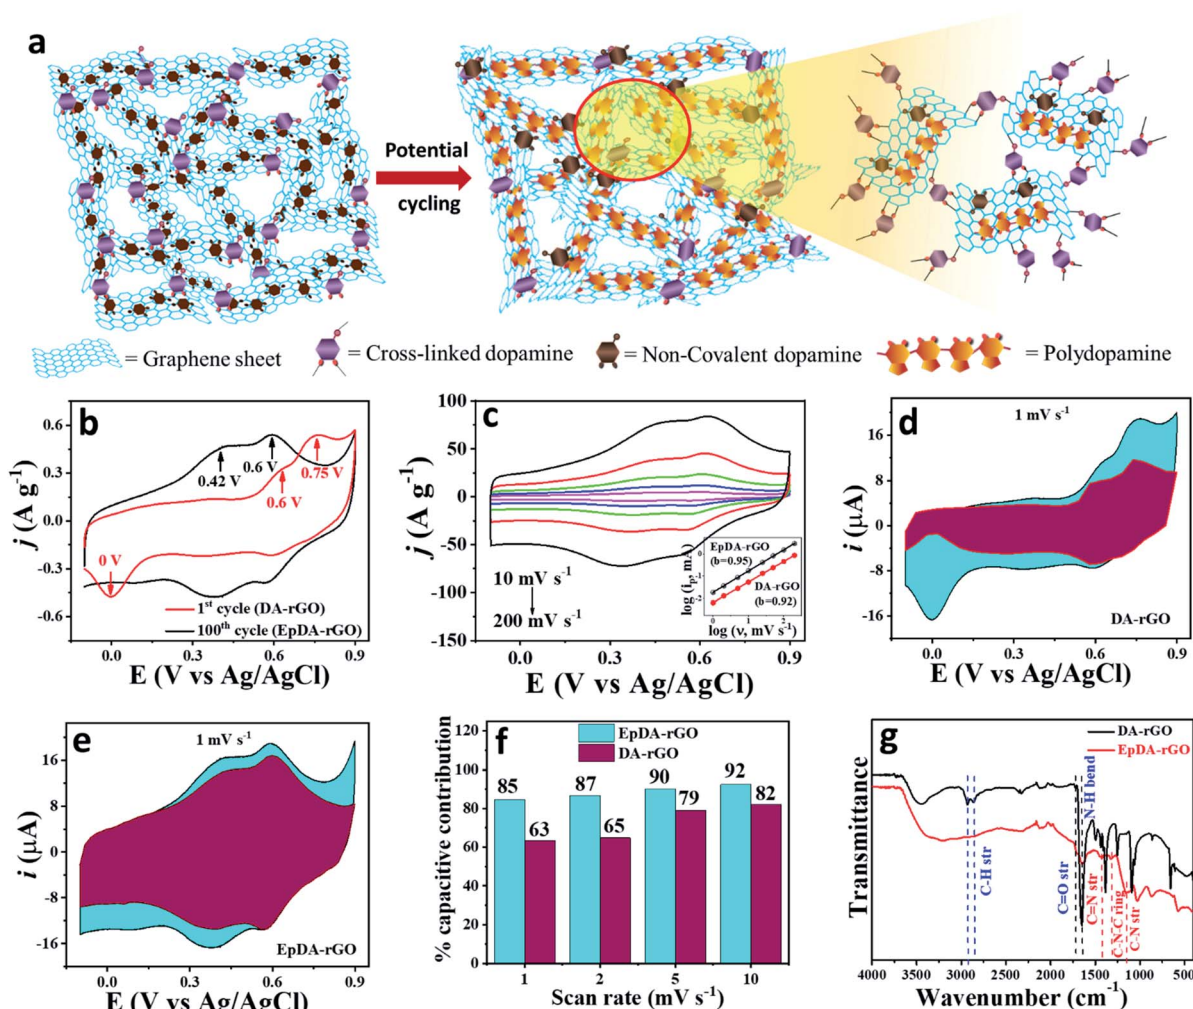 a
Potential
cycling
= Graphene sheet
= Cross-linked dopamine
= Non-Covalent dopamine
= Polydopamine
b
j (A g⁻¹)
0.6
0.3
0.0
-0.3
-0.6
0.42 V
0.6 V
0.75 V
0.6 V
0 V
1ˢᵗ cycle (DA-rGO)
100ᵗʰ cycle (EpDA-rGO)
0.0 0.3 0.6 0.9
E (V vs Ag/AgCl)
c
j (A g⁻¹)
100
50
0
-50
-100
-150
10 mV s⁻¹
200 mV s⁻¹
EpDA-rGO
(b=0.95)
DA-rGO
(b=0.92)
log (iₚ, mA)
0
-1
-2
0 1 2
log (ν, mV s⁻¹)
0.0 0.3 0.6 0.9
E (V vs Ag/AgCl)
d
1 mV s⁻¹
i (μA)
16
8
0
-8
-16
DA-rGO
0.0 0.3 0.6 0.9
E (V vs Ag/AgCl)
e
1 mV s⁻¹
i (μA)
16
8
0
-8
-16
EpDA-rGO
0.0 0.3 0.6 0.9
E (V vs Ag/AgCl)
f
EpDA-rGO
DA-rGO
% capacitive contribution
120
100
80
60
40
20
0
85 63 87 65 90 79 92 82
1 2 5 10
Scan rate (mV s⁻¹)
g
DA-rGO
EpDA-rGO
Transmittance
C-H str
C=O str
N-H bend
C=N str
C-N-C ring
C-N str
4000 3000 2500 2000 1500 1000 500
Wavenumber (cm⁻¹)